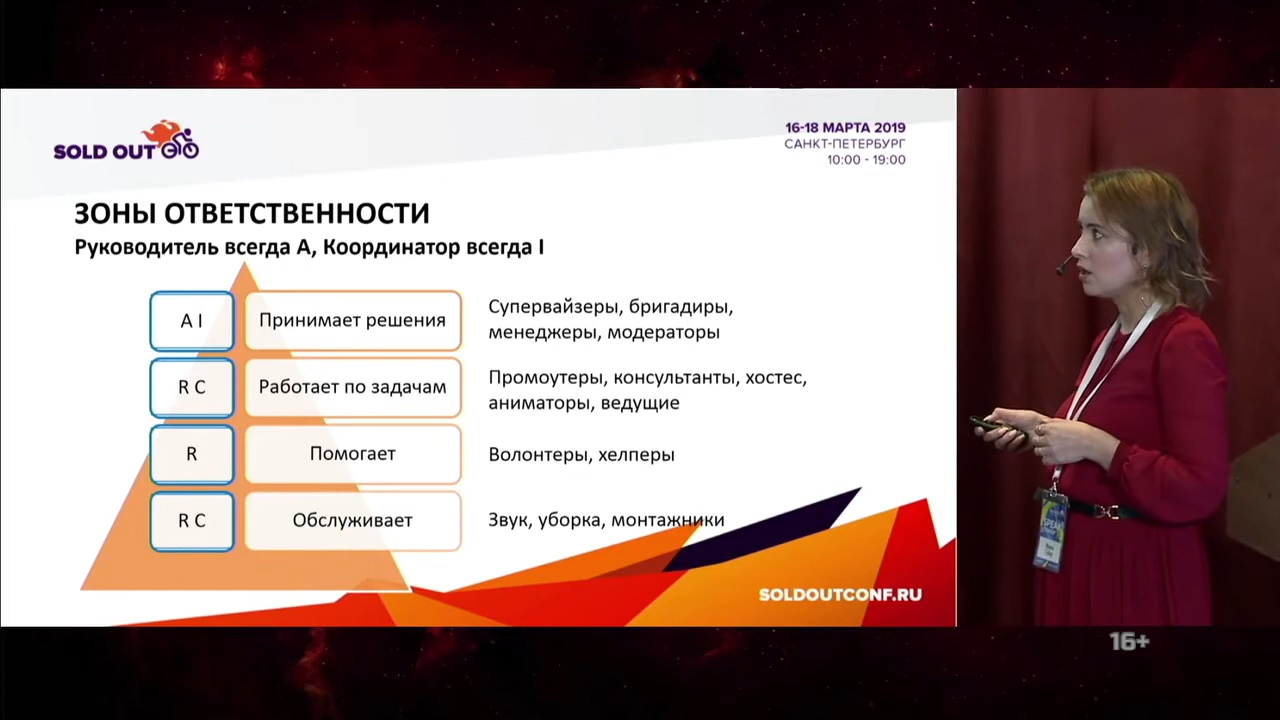 SOLD OUT
16-18 МАРТА 2019
САНКТ-ПЕТЕРБУРГ
10:00 - 19:00
ЗОНЫ ОТВЕТСТВЕННОСТИ
Руководитель всегда А, Координатор всегда I
A I
Принимает решения
Супервайзеры, бригадиры,
менеджеры, модераторы
R C
Работает по задачам
Промоутеры, консультанты, хостес,
аниматоры, ведущие
R
Помогает
Волонтеры, хелперы
R C
Обслуживает
Звук, уборка, монтажники
SOLDOUTCONF.RU
16+